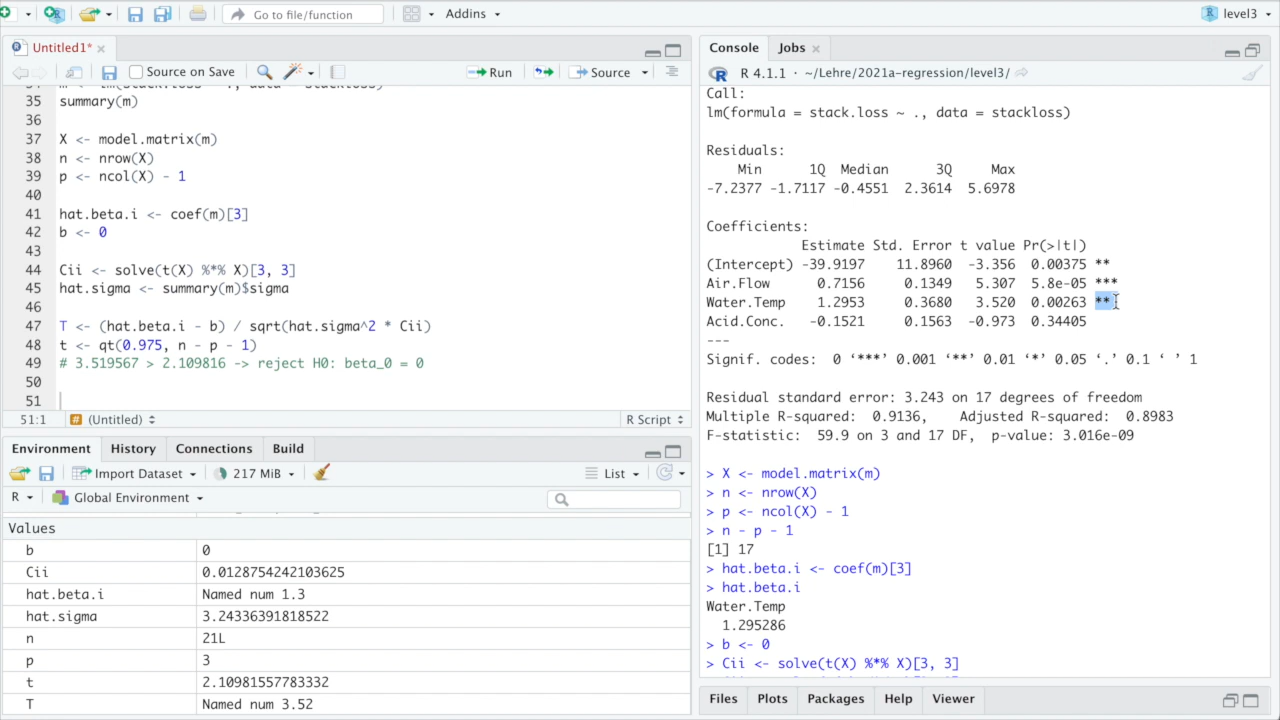 Go to file/function
Addins
level3
Untitled1*
Source on Save
Run
Source
35 summary(m)
36
37 X <- model.matrix(m)
38 n <- nrow(X)
39 p <- ncol(X) - 1
40
41 hat.beta.i <- coef(m)[3]
42 b <- 0
43
44 Cii <- solve(t(X) %*% X)[3, 3]
45 hat.sigma <- summary(m)$sigma
46
47 T <- (hat.beta.i - b) / sqrt(hat.sigma^2 * Cii)
48 t <- qt(0.975, n - p - 1)
49 # 3.519567 > 2.109816 -> reject H0: beta_0 = 0
50
51
51:1 # (Untitled) R Script
Environment History Connections Build
Import Dataset 217 MiB List
R Global Environment
Values
b 0
Cii 0.0128754242103625
hat.beta.i Named num 1.3
hat.sigma 3.24336391818522
n 21L
p 3
t 2.10981557783332
T Named num 3.52
Console Jobs
R 4.1.1 · ~/Lehre/2021a-regression/level3/
Call:
lm(formula = stack.loss ~ ., data = stackloss)
Residuals:
Min 1Q Median 3Q Max
-7.2377 -1.7117 -0.4551 2.3614 5.6978
Coefficients:
Estimate Std. Error t value Pr(>|t|)
(Intercept) -39.9197 11.8960 -3.356 0.00375 **
Air.Flow 0.7156 0.1349 5.307 5.8e-05 ***
Water.Temp 1.2953 0.3680 3.520 0.00263 **
Acid.Conc. -0.1521 0.1563 -0.973 0.34405
---
Signif. codes: 0 ‘***’ 0.001 ‘**’ 0.01 ‘*’ 0.05 ‘.’ 0.1 ‘ ’ 1
Residual standard error: 3.243 on 17 degrees of freedom
Multiple R-squared: 0.9136, Adjusted R-squared: 0.8983
F-statistic: 59.9 on 3 and 17 DF, p-value: 3.016e-09
> X <- model.matrix(m)
> n <- nrow(X)
> p <- ncol(X) - 1
> n - p - 1
[1] 17
> hat.beta.i <- coef(m)[3]
> hat.beta.i
Water.Temp
1.295286
> b <- 0
> Cii <- solve(t(X) %*% X)[3, 3]
Files Plots Packages Help Viewer